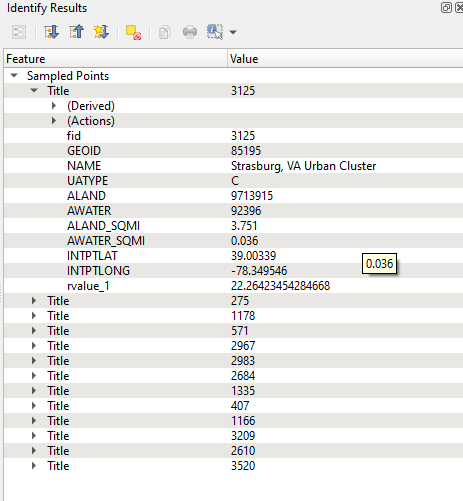 Identify Results
Feature Value
Sampled Points
Title 3125
(Derived)
(Actions)
fid 3125
GEOID 85195
NAME Strasburg, VA Urban Cluster
UATYPE C
ALAND 9713915
AWATER 92396
ALAND_SQMI 3.751
AWATER_SQMI 0.036
INTPTLAT 39.00339
0.036
INTPTLONG -78.349546
rvalue_1 22.26423454284668
Title 275
Title 1178
Title 571
Title 2967
Title 2983
Title 2684
Title 1335
Title 407
Title 1166
Title 3209
Title 2610
Title 3520